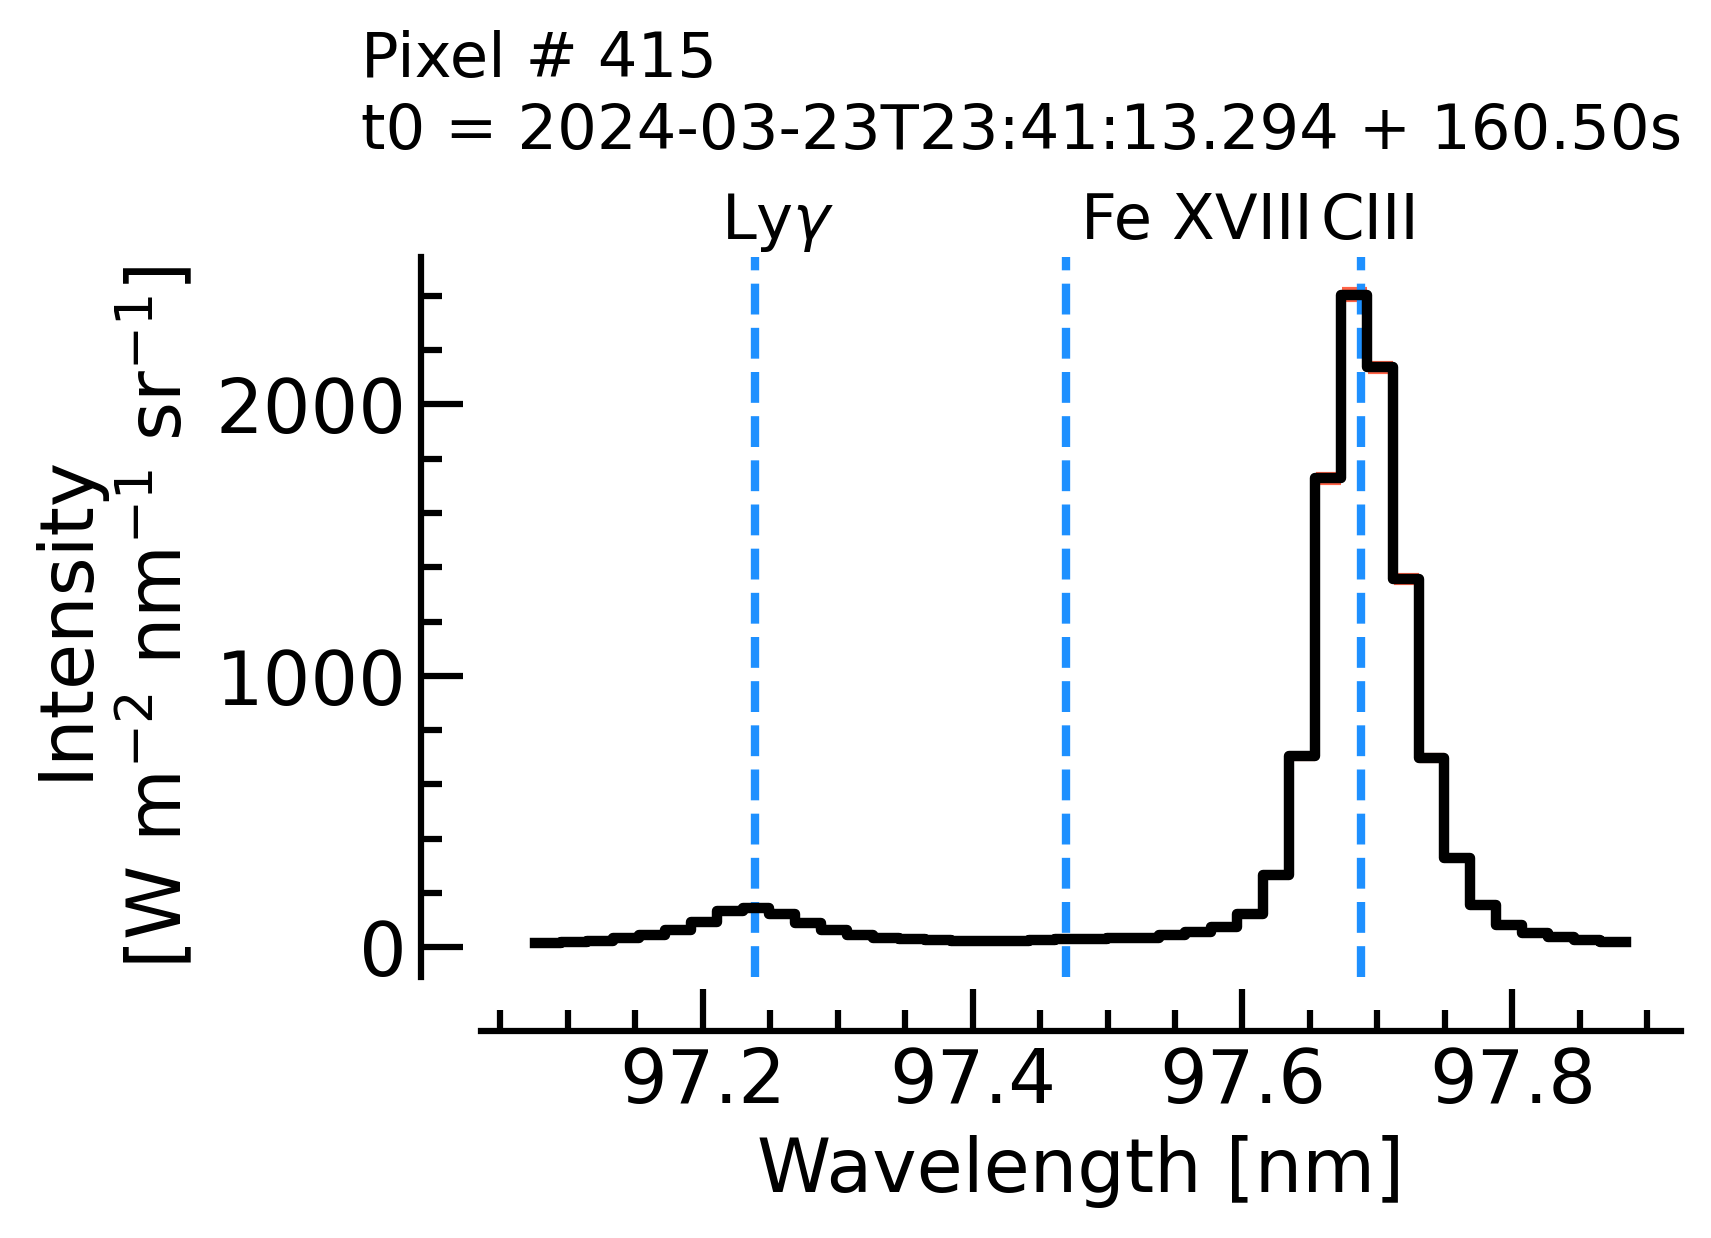 Pixel # 415
t0 = 2024-03-23T23:41:13.294 + 160.50s
Lyγ Fe XVIII CIII
Intensity
[W m⁻² nm⁻¹ sr⁻¹]
2000
1000
0
97.2 97.4 97.6 97.8
Wavelength [nm]